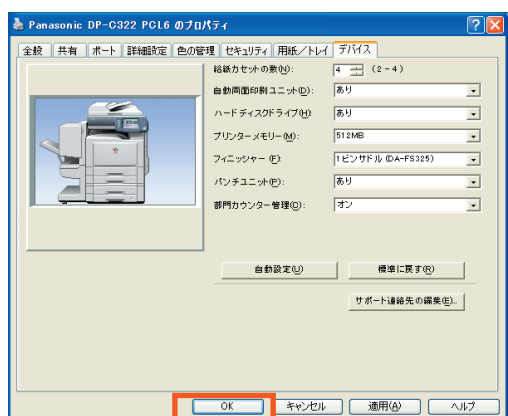 Panasonic DP-C322 PCL6 のプロパティ
全般 共有 ポート 詳細設定 色の管理 セキュリティ 用紙/トレイ デバイス
給紙カセットの数(N): 4 (2-4)
自動両面印刷ユニット(D): あり
ハードディスクドライブ(H): あり
プリンターメモリー(M): 512MB
フィニッシャー(F): 1ビンサドル(DA-FS325)
パンチユニット(P): あり
部門カウンター管理(O): オン
自動設定(U) 標準に戻す(R)
サポート連絡先の編集(E)...
OK キャンセル 適用(A) ヘルプ